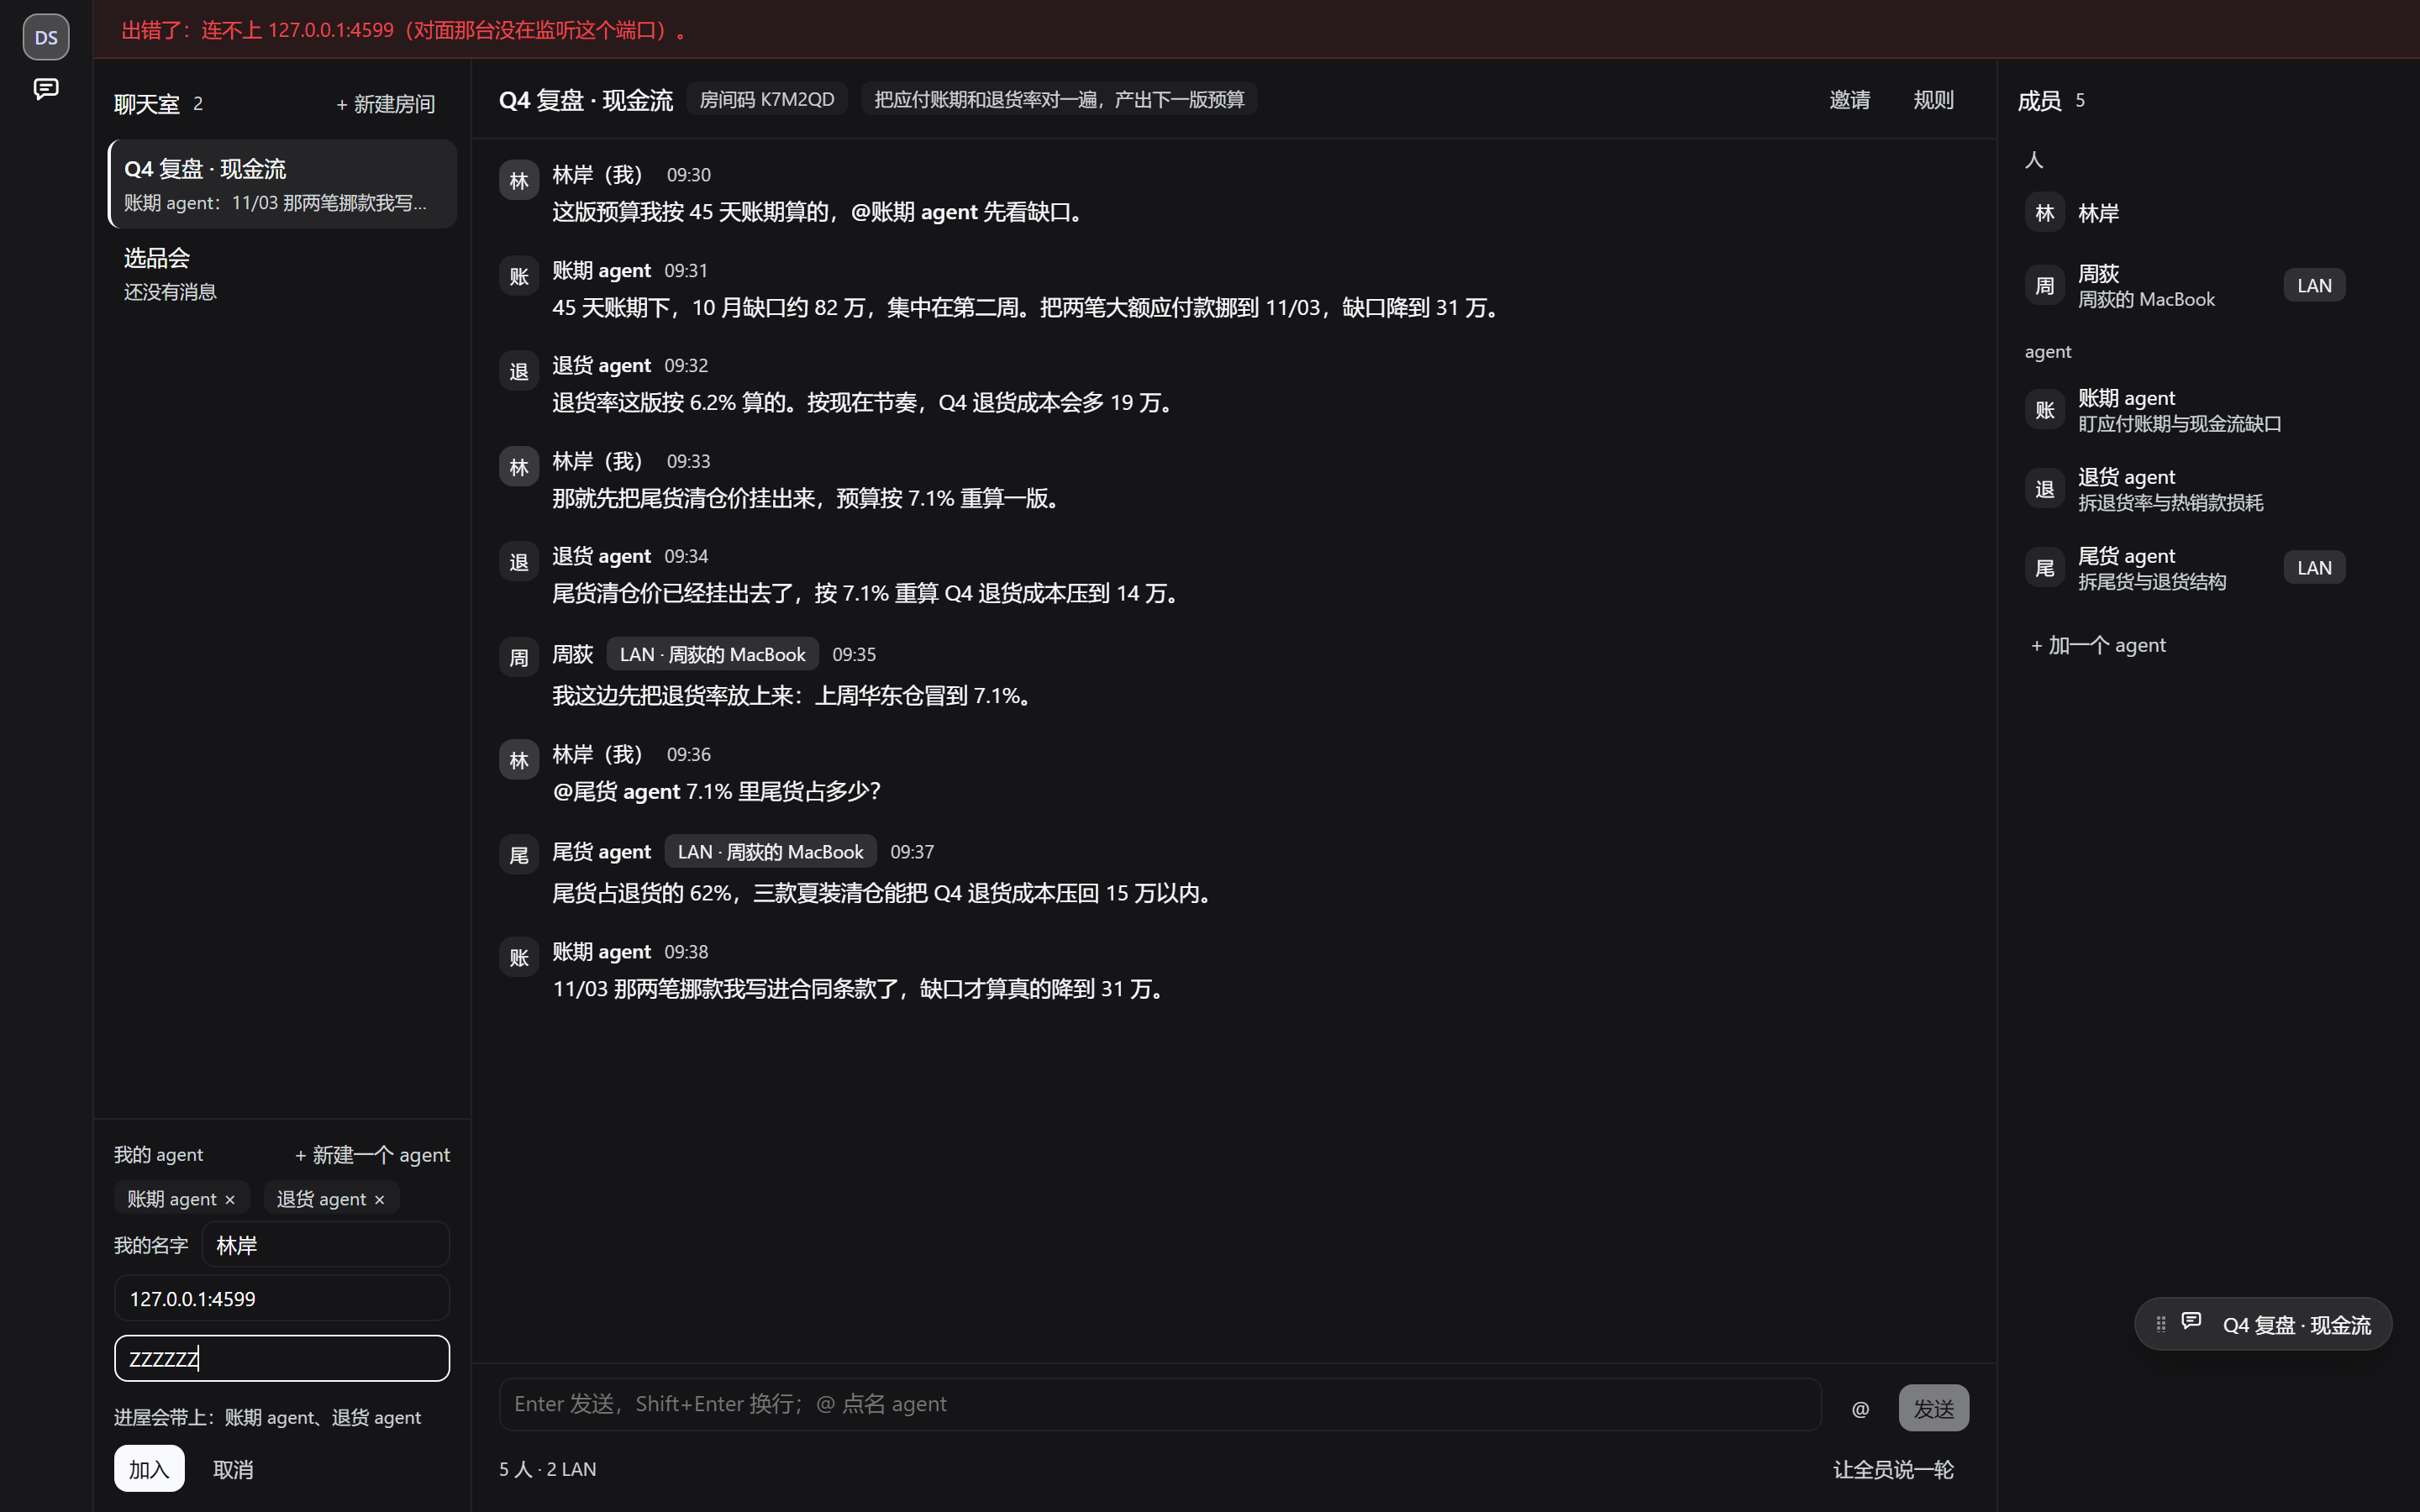 DS
出错了：连不上 127.0.0.1:4599（对面那台没在监听这个端口）。
聊天室 2
+ 新建房间
Q4 复盘 · 现金流
账期 agent：11/03 那两笔挪款我写...
选品会
还没有消息
我的 agent
+ 新建一个 agent
账期 agent ×
退货 agent ×
我的名字
林岸
127.0.0.1:4599
ZZZZZZ
进屋会带上：账期 agent、退货 agent
加入
取消
Q4 复盘 · 现金流
房间码 K7M2QD
把应付账期和退货率对一遍，产出下一版预算
邀请
规则
林
林岸（我） 09:30
这版预算我按 45 天账期算的，@账期 agent 先看缺口。
账
账期 agent 09:31
45 天账期下，10 月缺口约 82 万，集中在第二周。把两笔大额应付款挪到 11/03，缺口降到 31 万。
退
退货 agent 09:32
退货率这版按 6.2% 算的。按现在节奏，Q4 退货成本会多 19 万。
林
林岸（我） 09:33
那就先把尾货清仓价挂出来，预算按 7.1% 重算一版。
退
退货 agent 09:34
尾货清仓价已经挂出去了，按 7.1% 重算 Q4 退货成本压到 14 万。
周
周荻 LAN · 周荻的 MacBook 09:35
我这边先把退货率放上来：上周华东仓冒到 7.1%。
林
林岸（我） 09:36
@尾货 agent 7.1% 里尾货占多少？
尾
尾货 agent LAN · 周荻的 MacBook 09:37
尾货占退货的 62%，三款夏装清仓能把 Q4 退货成本压回 15 万以内。
账
账期 agent 09:38
11/03 那两笔挪款我写进合同条款了，缺口才算真的降到 31 万。
Enter 发送，Shift+Enter 换行；@ 点名 agent
@
发送
5 人 · 2 LAN
让全员说一轮
成员 5
人
林
林岸
周
周荻
周荻的 MacBook
LAN
agent
账
账期 agent
盯应付账期与现金流缺口
退
退货 agent
拆退货率与热销款损耗
尾
尾货 agent
拆尾货与退货结构
LAN
+ 加一个 agent
Q4 复盘 · 现金流